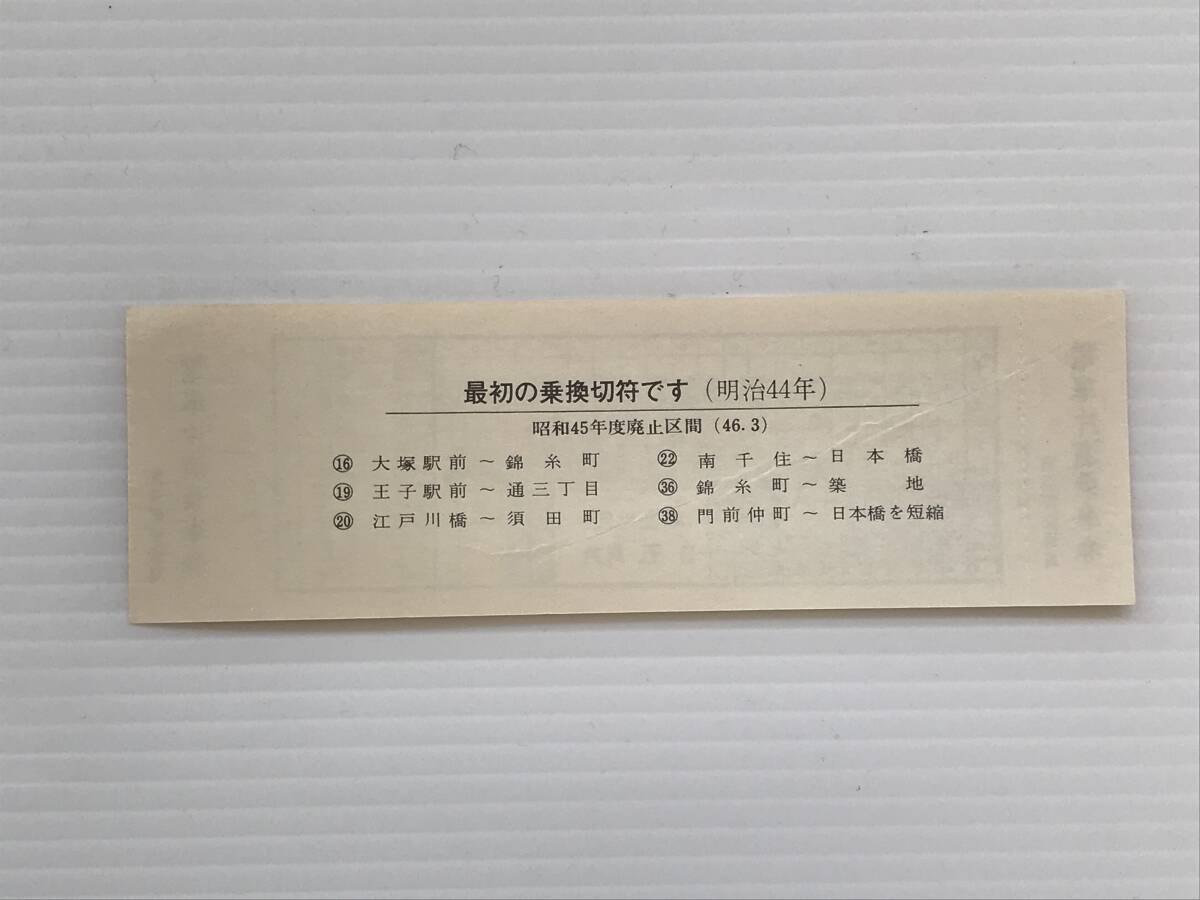 最初の乗換切符です（明治44年）
昭和45年度廃止区間（46.3）
⑯ 大塚駅前～錦糸町
⑲ 王子駅前～通三丁目
⑳ 江戸川橋～須田町
㉒ 南千住～日本橋
㊱ 錦糸町～築地
㊳ 門前仲町～日本橋を短縮